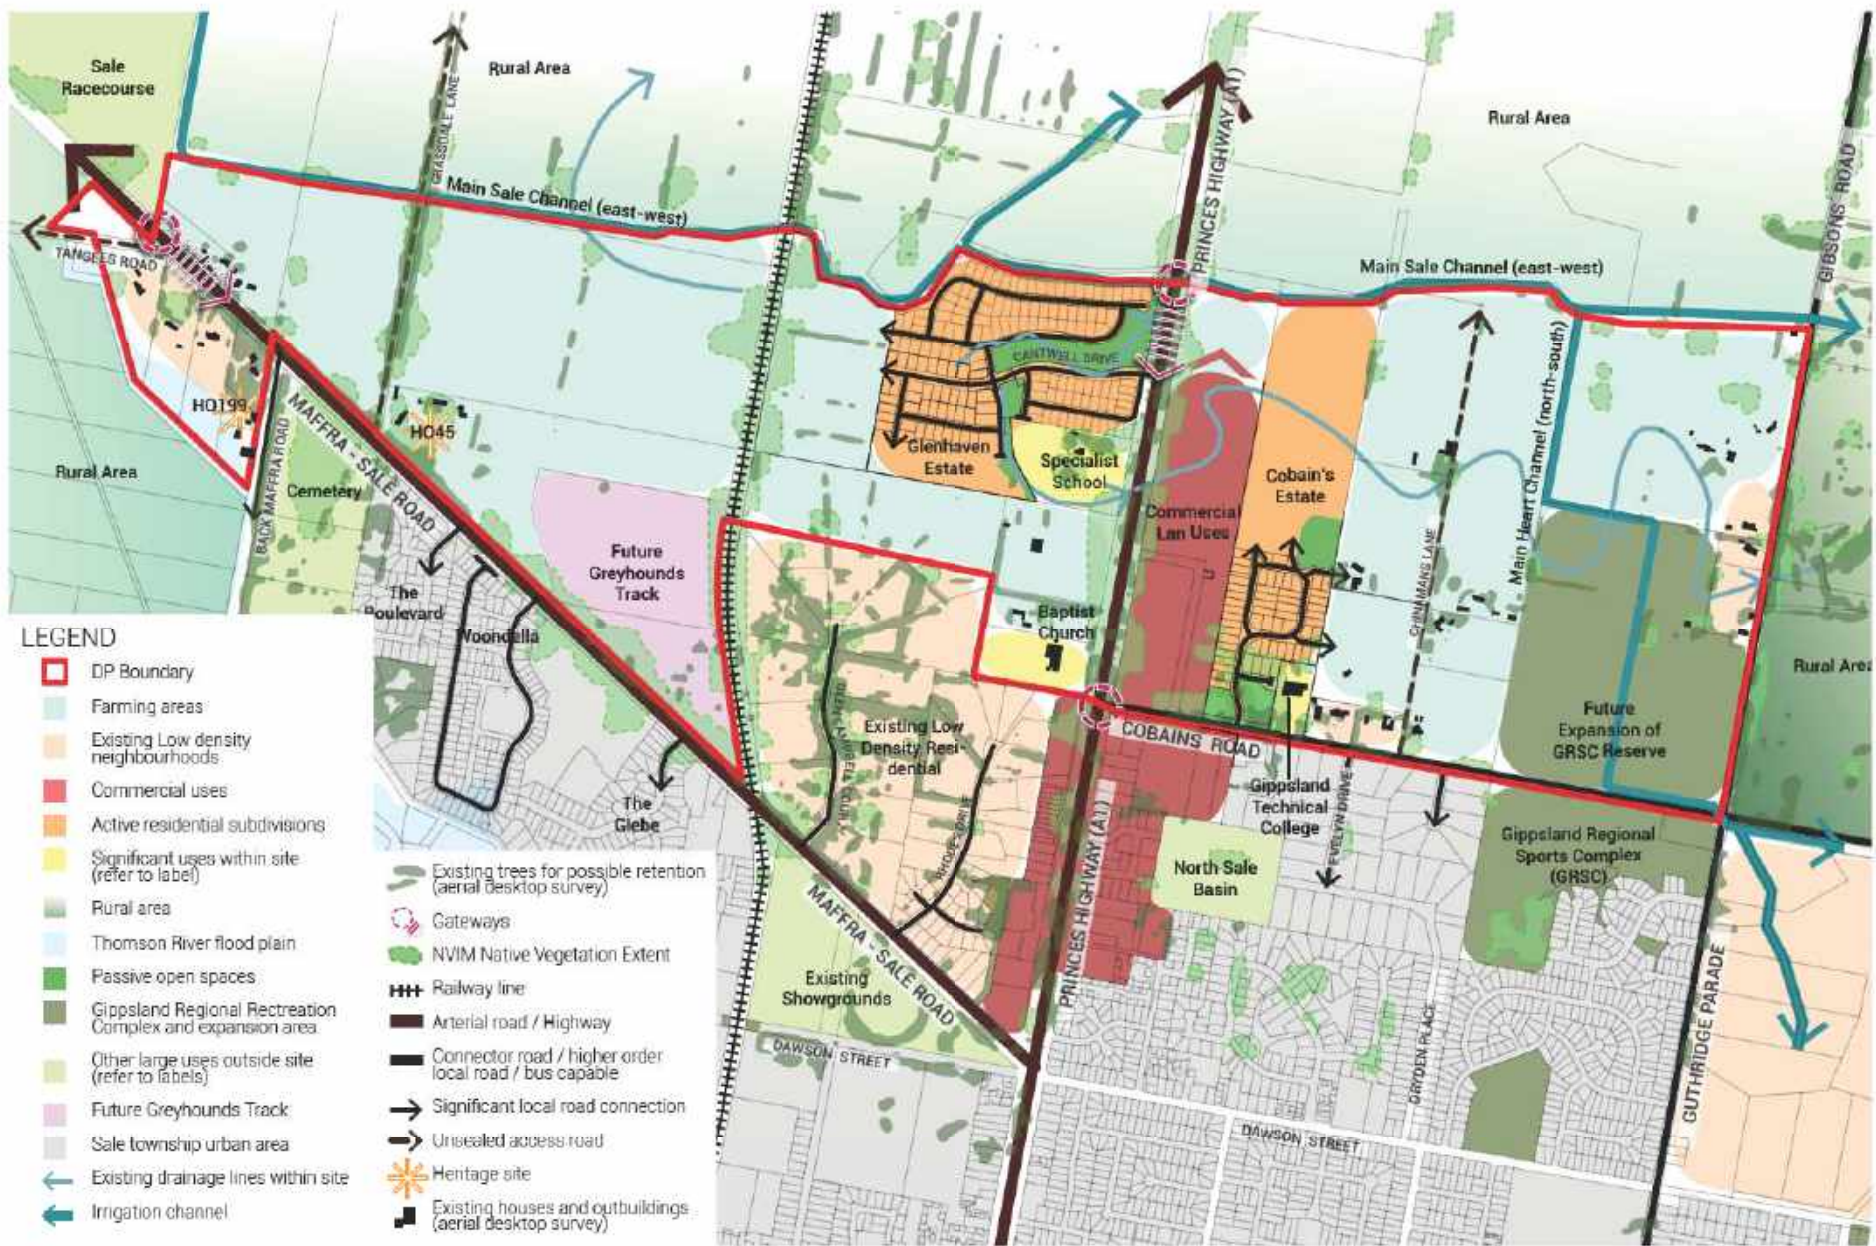 Sale
Racecourse
Rural Area
GRASSDALE LANE
PRINCES HIGHWAY (A1)
Rural Area
GIBSONS ROAD
Main Sale Channel (east-west)
TANGEES ROAD
Main Sale Channel (east-west)
CANTWELL DRIVE
Main Heart Channel (north-south)
HO199
HO45
Rural Area
BACK MAFFRA ROAD
Cemetery
MAFFRA - SALE ROAD
Glenhaven
Estate
Specialist
School
Cobain's
Estate
Commercial
Lan Uses
Future
Greyhounds
Track
CHINAMANS LANE
The
Boulevard
Woondella
Baptist
Church
Rural Area
Existing Low
Density Resi-
dential
COBAINS ROAD
Future
Expansion of
GRSC Reserve
The
Glebe
RHODES DRIVE
Gippsland
Technical
College
EVELYN DRIVE
Gippsland Regional
Sports Complex
(GRSC)
North Sale
Basin
MAFFRA - SALE ROAD
PRINCES HIGHWAY (A1)
Existing
Showgrounds
DAWSON STREET
DRYDEN PLACE
GUTHRIDGE PARADE
DAWSON STREET
LEGEND
DP Boundary
Farming areas
Existing Low density
neighbourhoods
Commercial uses
Active residential subdivisions
Significant uses within site
(refer to label)
Rural area
Thomson River flood plain
Passive open spaces
Gippsland Regional Rectreation
Complex and expansion area
Other large uses outside site
(refer to labels)
Future Greyhounds Track
Sale township urban area
Existing drainage lines within site
Irrigation channel
Existing trees for possible retention
(aerial desktop survey)
Gateways
NVIM Native Vegetation Extent
Railway line
Arterial road / Highway
Connector road / higher order
local road / bus capable
Significant local road connection
Unsealed access road
Heritage site
Existing houses and outbuildings
(aerial desktop survey)